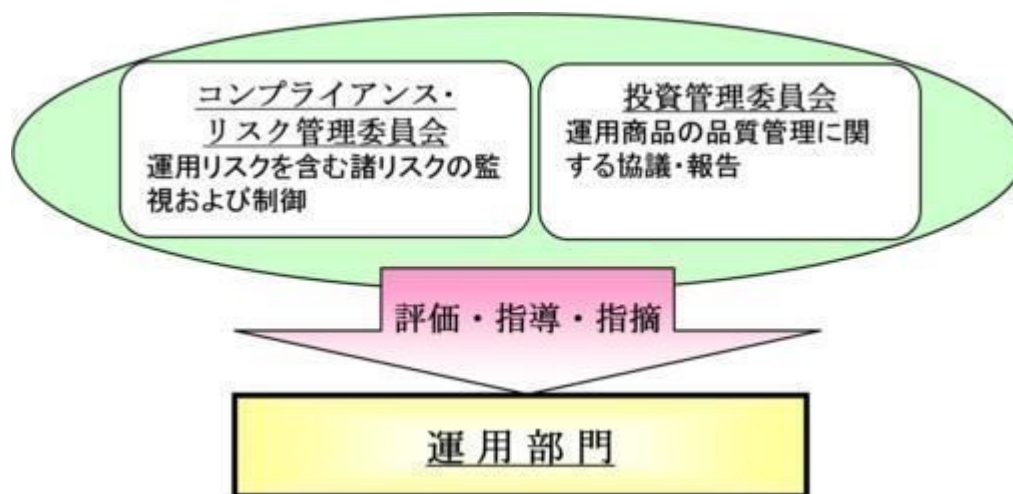 コンプライアンス・
リスク管理委員会
運用リスクを含む諸リスクの監
視および制御
投資管理委員会
運用商品の品質管理に関
する協議・報告
評価・指導・指摘
運用部門